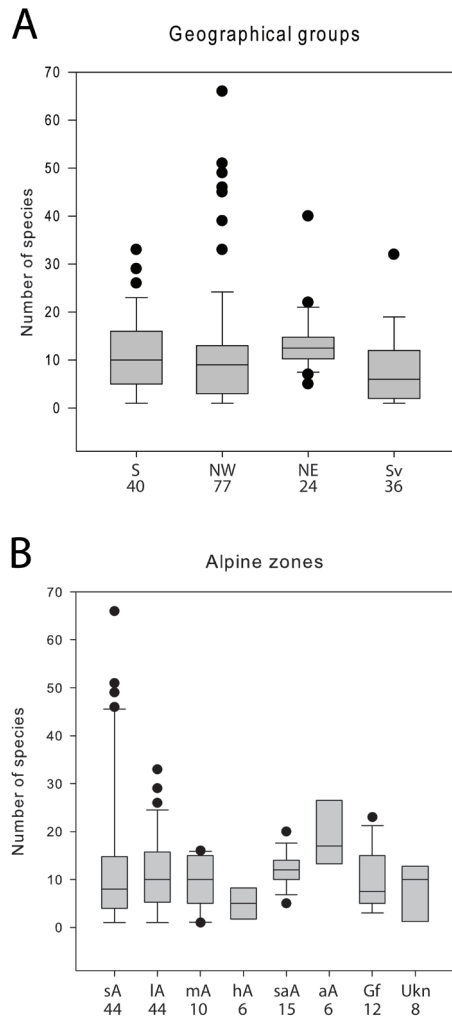 A
Geographical groups
Number of species
70
60
50
40
30
20
10
0
S NW NE Sv
40 77 24 36
B
Alpine zones
Number of species
70
60
50
40
30
20
10
0
sA lA mA hA saA aA Gf Ukn
44 44 10 6 15 6 12 8